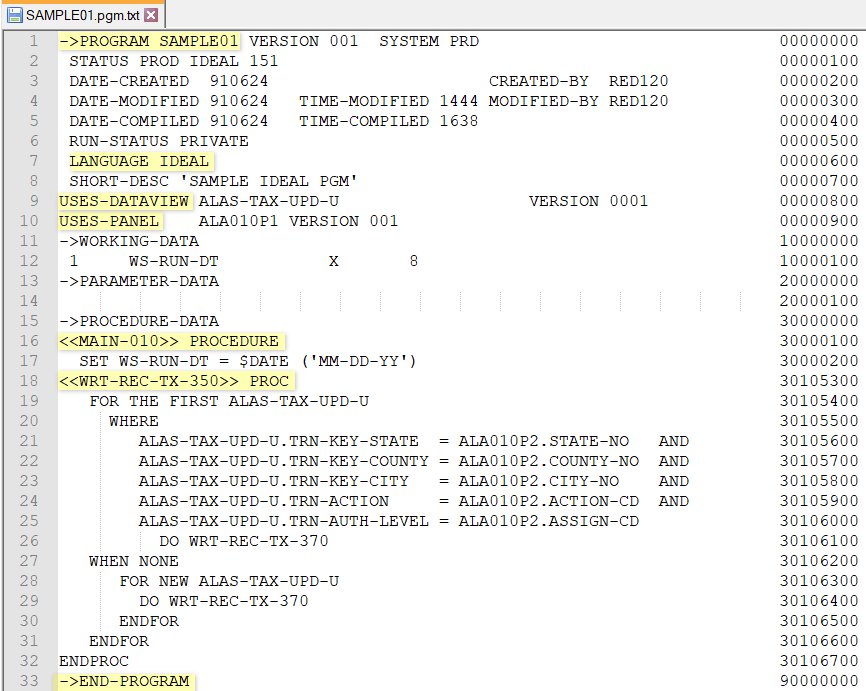 SAMPLE01.pgm.txt
1 ->PROGRAM SAMPLE01 VERSION 001  SYSTEM PRD                              00000000
2  STATUS PROD IDEAL 151                                                  00000100
3  DATE-CREATED  910624                      CREATED-BY  RED120           00000200
4  DATE-MODIFIED 910624   TIME-MODIFIED 1444 MODIFIED-BY RED120           00000300
5  DATE-COMPILED 910624   TIME-COMPILED 1638                              00000400
6  RUN-STATUS PRIVATE                                                     00000500
7  LANGUAGE IDEAL                                                         00000600
8  SHORT-DESC 'SAMPLE IDEAL PGM'                                          00000700
9 USES-DATAVIEW ALAS-TAX-UPD-U                   VERSION 0001             00000800
10 USES-PANEL    ALA010P1 VERSION 001                                      00000900
11 ->WORKING-DATA                                                          10000000
12  1     WS-RUN-DT           X       8                                    10000100
13 ->PARAMETER-DATA                                                        20000000
14                                                                         20000100
15 ->PROCEDURE-DATA                                                        30000000
16 <<MAIN-010>> PROCEDURE                                                  30000100
17   SET WS-RUN-DT = $DATE ('MM-DD-YY')                                    30000200
18 <<WRT-REC-TX-350>> PROC                                                 30105300
19    FOR THE FIRST ALAS-TAX-UPD-U                                         30105400
20      WHERE                                                              30105500
21         ALAS-TAX-UPD-U.TRN-KEY-STATE  = ALA010P2.STATE-NO   AND         30105600
22         ALAS-TAX-UPD-U.TRN-KEY-COUNTY = ALA010P2.COUNTY-NO  AND         30105700
23         ALAS-TAX-UPD-U.TRN-KEY-CITY   = ALA010P2.CITY-NO    AND         30105800
24         ALAS-TAX-UPD-U.TRN-ACTION     = ALA010P2.ACTION-CD  AND         30105900
25         ALAS-TAX-UPD-U.TRN-AUTH-LEVEL = ALA010P2.ASSIGN-CD              30106000
26           DO WRT-REC-TX-370                                             30106100
27    WHEN NONE                                                            30106200
28       FOR NEW ALAS-TAX-UPD-U                                            30106300
29         DO WRT-REC-TX-370                                               30106400
30       ENDFOR                                                            30106500
31    ENDFOR                                                               30106600
32 ENDPROC                                                                 30106700
33 ->END-PROGRAM                                                           90000000